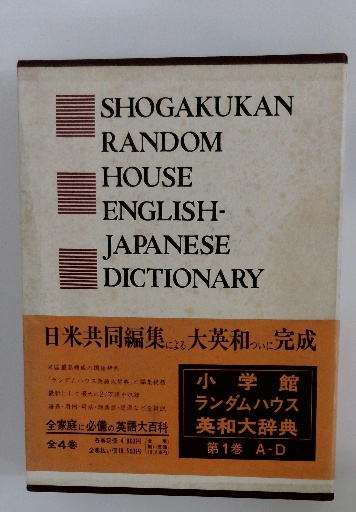 SHOGAKUKAN
RANDOM
HOUSE
ENGLISH-
JAPANESE
DICTIONARY
日米共同編集による大英和ついに完成
全家庭に必備の英語大百科
全4巻
小学館
ランダムハウス
英和大辞典
第1巻 A-D